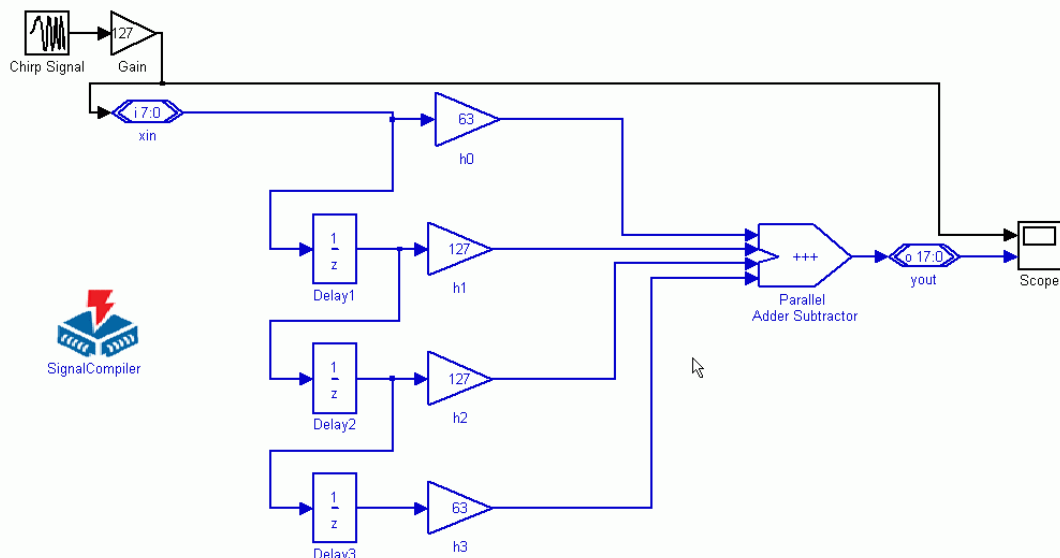 127
Chirp Signal
Gain
i 7:0
xin
63
h0
1
z
Delay1
127
h1
+++
Parallel
Adder Subtractor
o 17:0
yout
Scope
SignalCompiler
1
z
Delay2
127
h2
1
z
Delay3
63
h3